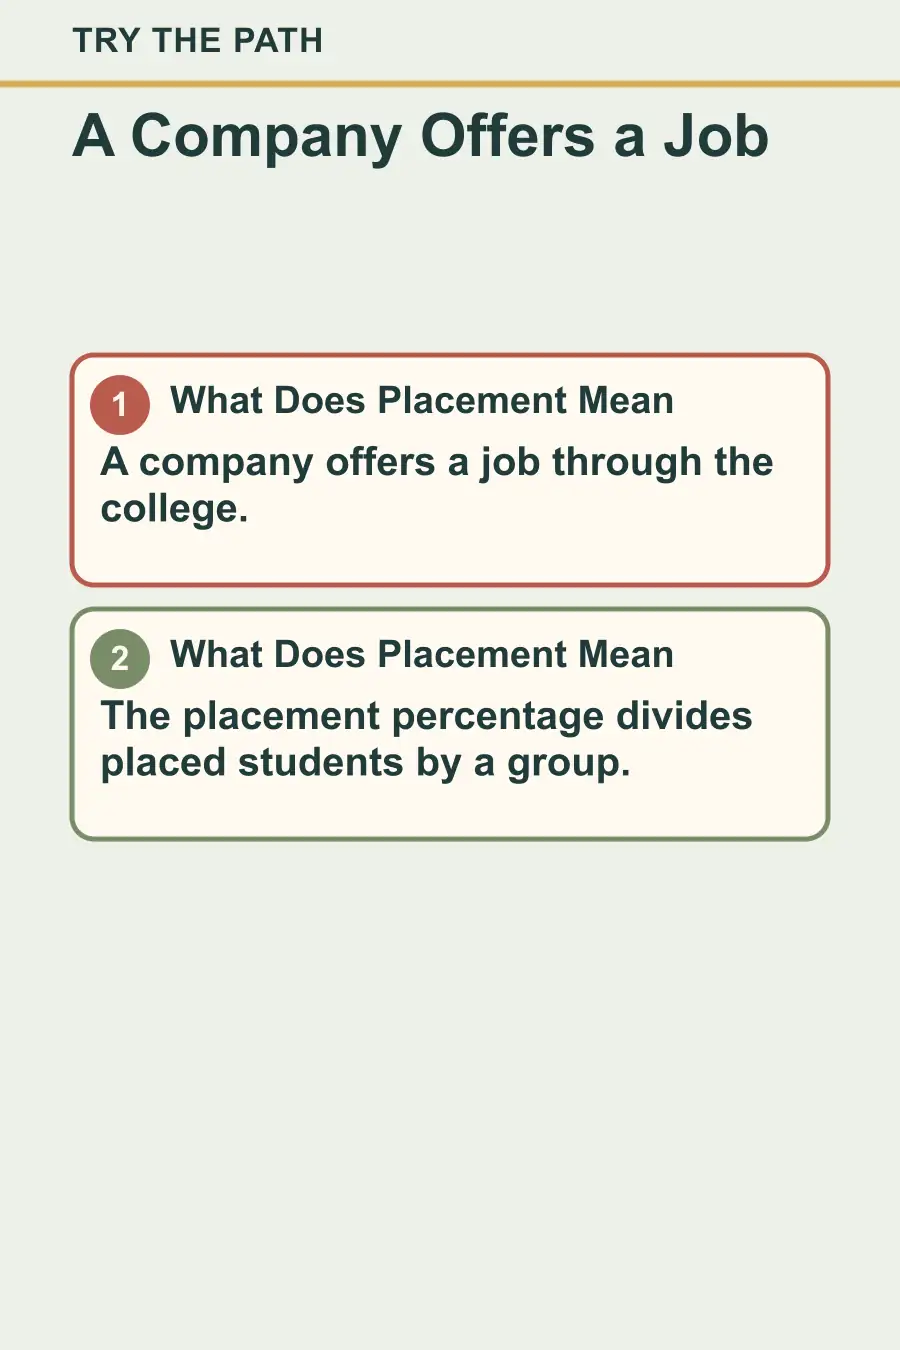 TRY THE PATH
A Company Offers a Job
1 What Does Placement Mean
A company offers a job through the
college.
2 What Does Placement Mean
The placement percentage divides
placed students by a group.